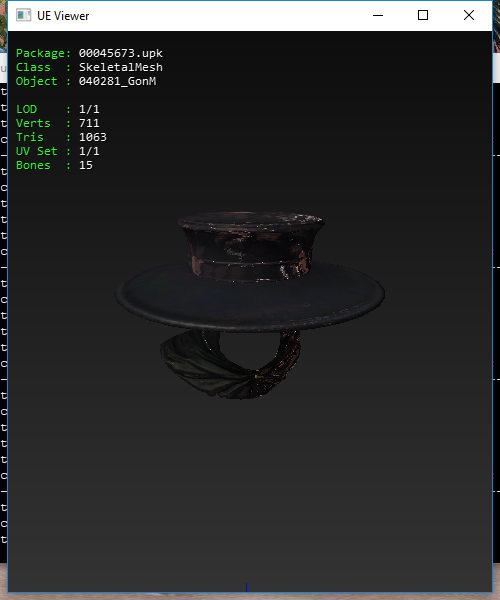 UE Viewer
Package: 00045673.upk
Class  : SkeletalMesh
Object : 040281_GonM
LOD    : 1/1
Verts  : 711
Tris   : 1063
UV Set : 1/1
Bones  : 15